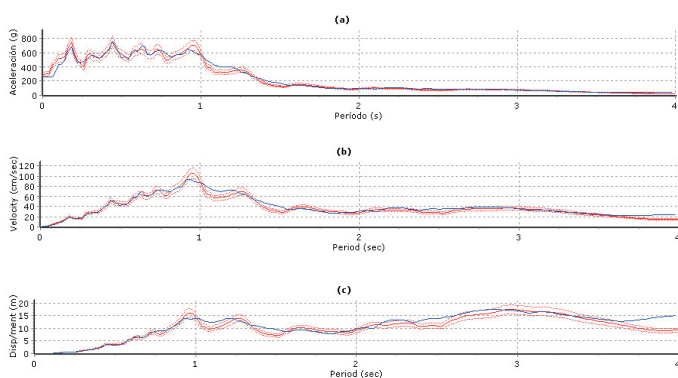 (a)
Aceleración (g)
800
600
400
200
0
0 1 2 3 4
Período (s)
(b)
Velocity (cm/sec)
120
100
80
60
40
20
0
0 1 2 3 4
Period (sec)
(c)
Disp/ment (m)
20
15
10
5
0
0 1 2 3 4
Period (sec)